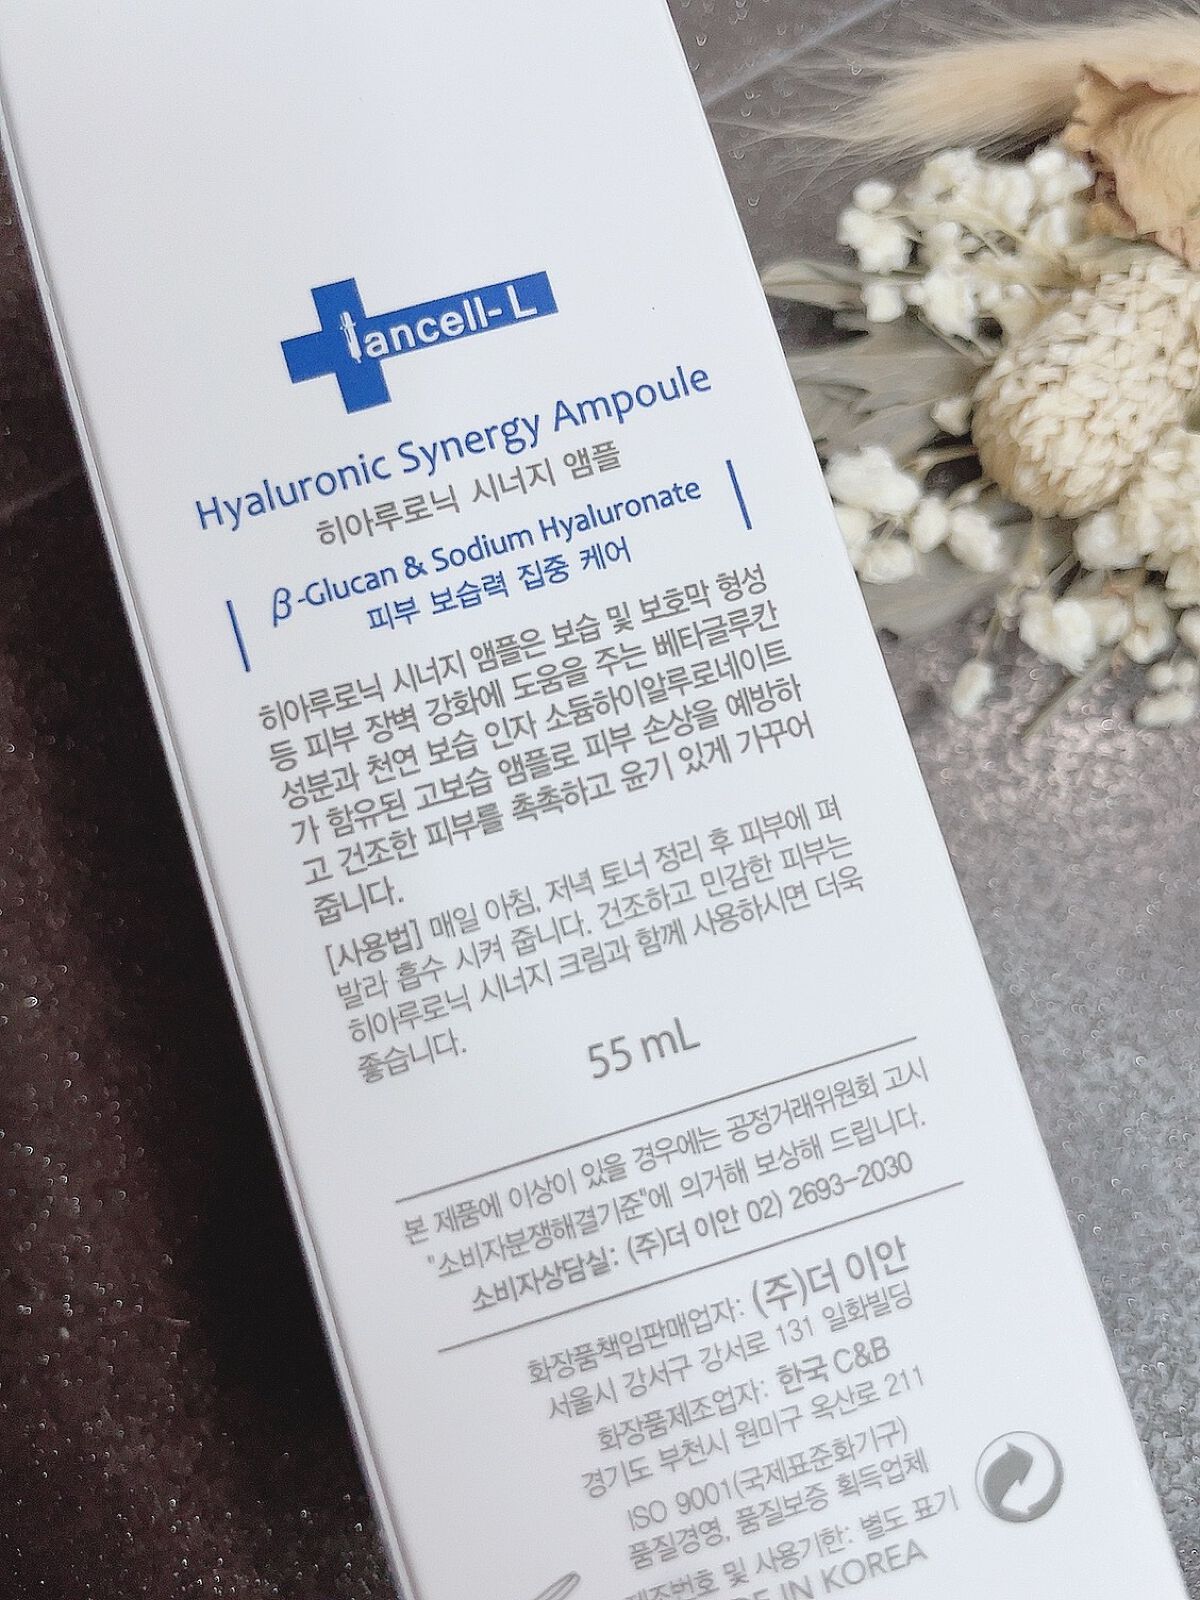 iancell-L
Hyaluronic Synergy Ampoule
히아루로닉 시너지 앰플
β-Glucan & Sodium Hyaluronate
피부 보습력 집중 케어
히아루로닉 시너지 앰플은 보습 및 보호막 형성
등 피부 장벽 강화에 도움을 주는 베타글루칸
성분과 천연 보습 인자 소듐하이알루로네이트
가 함유된 고보습 앰플로 피부 손상을 예방하
고 건조한 피부를 촉촉하고 윤기 있게 가꾸어
줍니다.
[사용법] 매일 아침, 저녁 토너 정리 후 피부에 펴
발라 흡수 시켜 줍니다. 건조하고 민감한 피부는
히아루로닉 시너지 크림과 함께 사용하시면 더욱
좋습니다.
55 mL
본 제품에 이상이 있을 경우에는 공정거래위원회 고시
"소비자분쟁해결기준"에 의거해 보상해 드립니다.
소비자상담실: (주)더 이안 02) 2693-2030
화장품책임판매업자: (주)더 이안
서울시 강서구 강서로 131 일화빌딩
화장품제조업자: 한국 C&B
경기도 부천시 원미구 옥산로 211
ISO 9001(국제표준화기구)
품질경영, 품질보증 획득업체
제조번호 및 사용기한: 별도 표기
IN KOREA